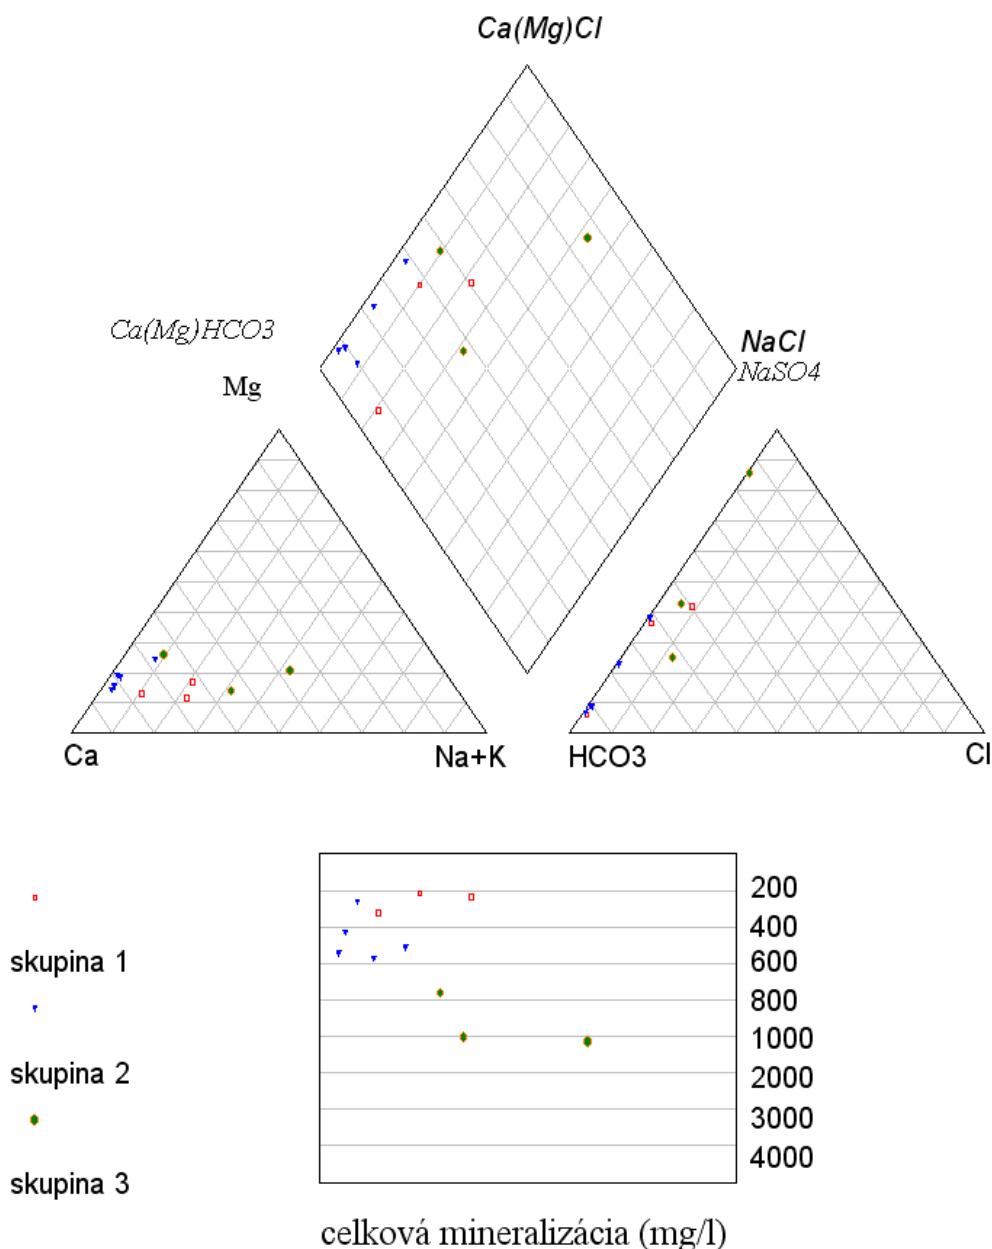 Ca(Mg)Cl
Ca(Mg)HCO3
NaCl
NaSO4
Mg
Ca
Na+K
HCO3
Cl
200
400
600
800
1000
2000
3000
4000
skupina 1
skupina 2
skupina 3
celková mineralizácia (mg/l)